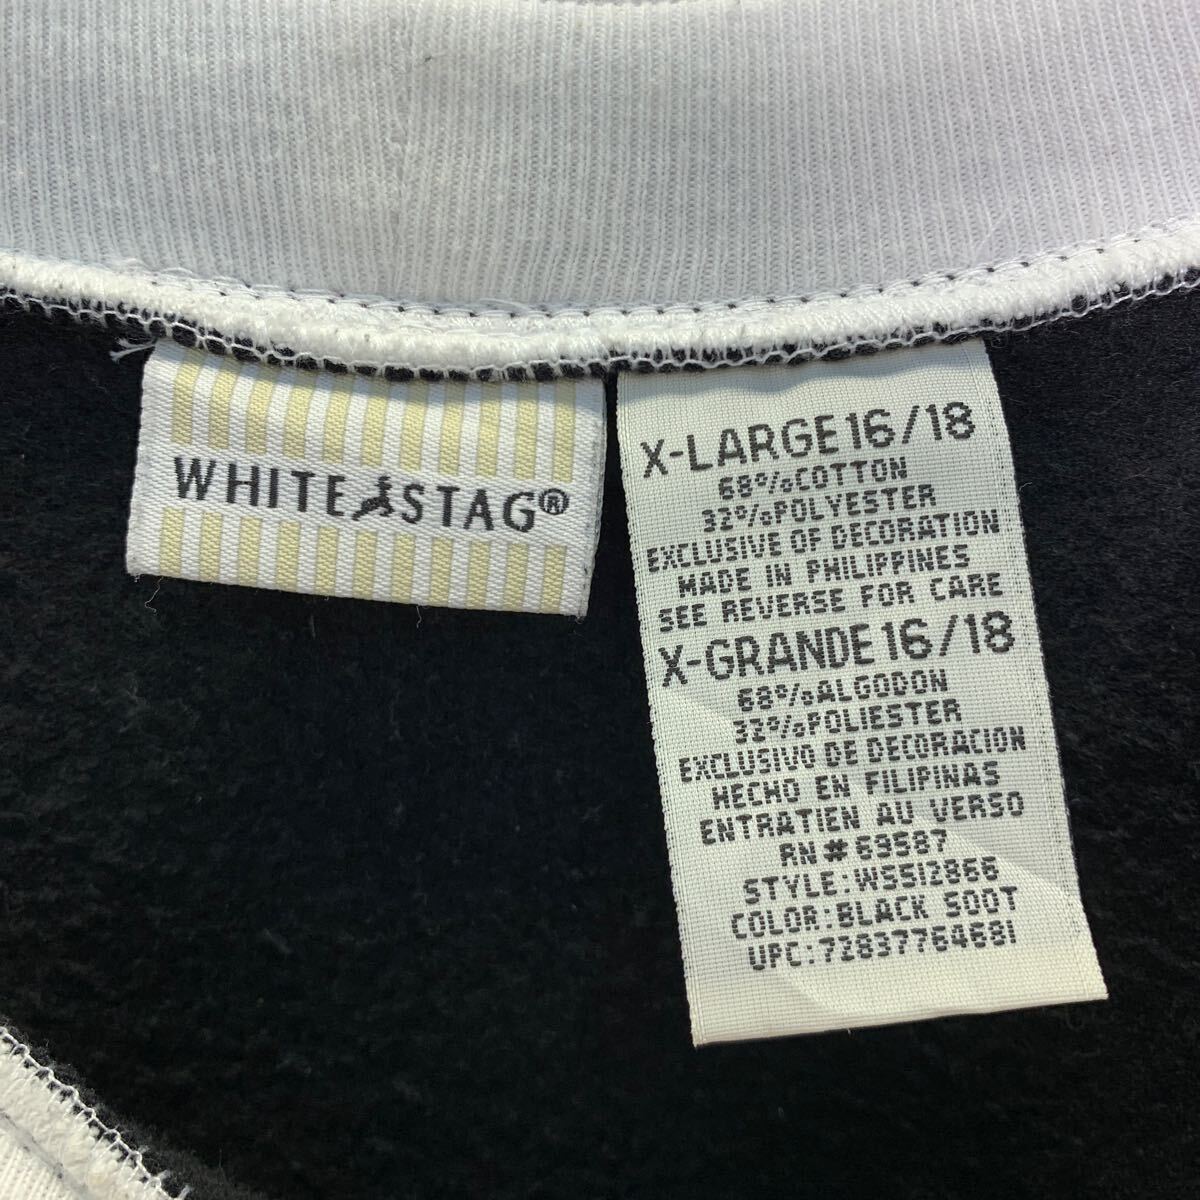 WHITE STAG®
X-LARGE 16/18
68%COTTON
32%POLYESTER
EXCLUSIVE OF DECORATION
MADE IN PHILIPPINES
SEE REVERSE FOR CARE
X-GRANDE 16/18
68%ALGODON
32%POLIESTER
EXCLUSIVO DE DECORACION
HECHO EN FILIPINAS
ENTRATIEN AU VERSO
RN#69587
STYLE:WS512866
COLOR:BLACK SOOT
UPC:72837764681